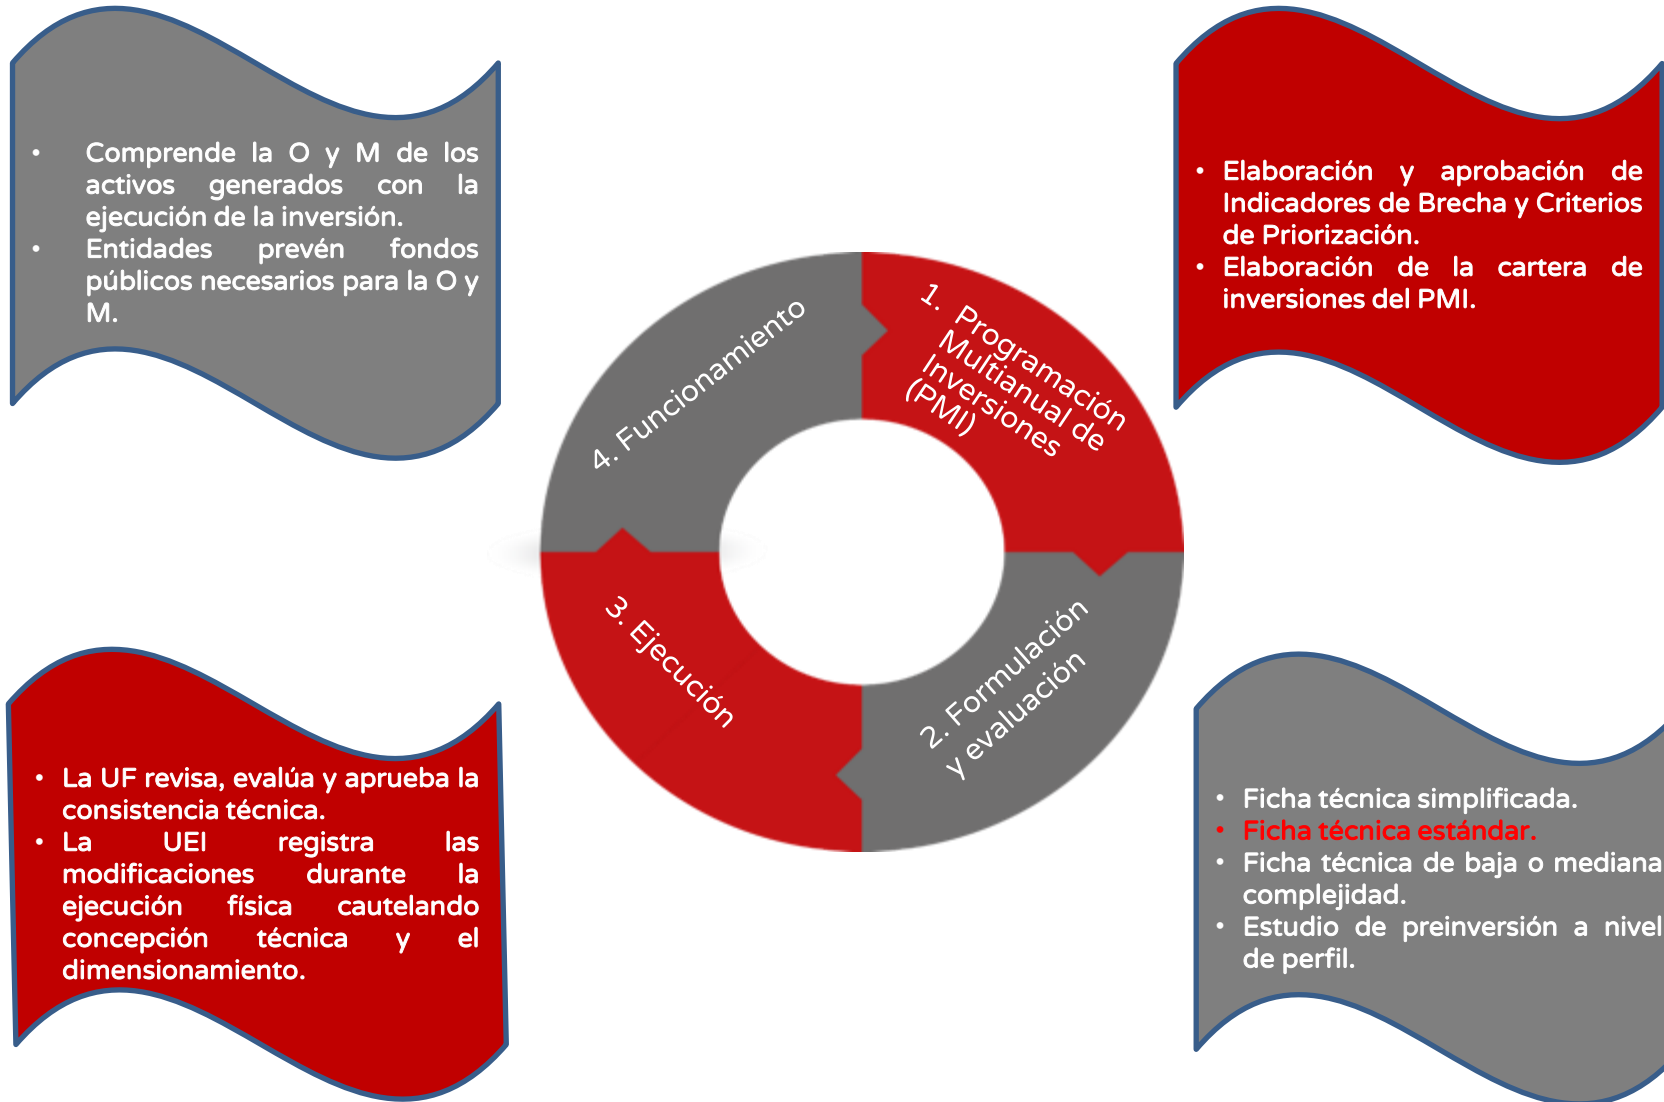 • Comprende la O y M de los
activos generados con la
ejecución de la inversión.
• Entidades prevén fondos
públicos necesarios para la O y
M.
• Elaboración y aprobación de
Indicadores de Brecha y Criterios
de Priorización.
• Elaboración de la cartera de
inversiones del PMI.
4. Funcionamiento
1. Programación
Multianual de
Inversiones
(PMI)
3. Ejecución
2. Formulación
y evaluación
• La UF revisa, evalúa y aprueba la
consistencia técnica.
• La UEI registra las
modificaciones durante la
ejecución física cautelando
concepción técnica y el
dimensionamiento.
• Ficha técnica simplificada.
• Ficha técnica estándar.
• Ficha técnica de baja o mediana
complejidad.
• Estudio de preinversión a nivel
de perfil.